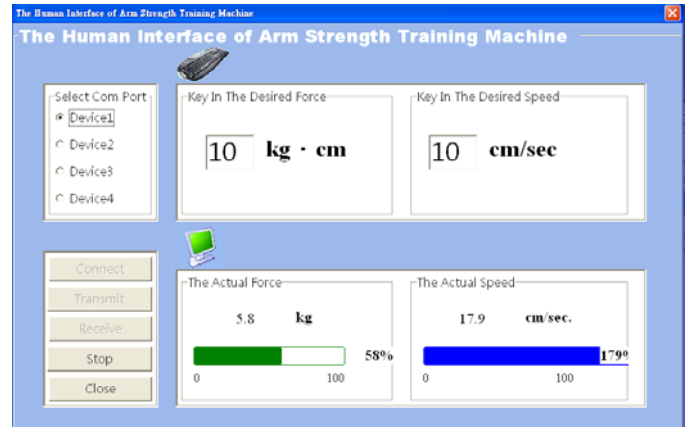 The Human Interface of Arm Strength Training Machine
The Human Interface of Arm Strength Training Machine
Select Com Port
Device1
Device2
Device3
Device4
Key In The Desired Force
10 kg · cm
Key In The Desired Speed
10 cm/sec
Connect
Transmit
Receive
Stop
Close
The Actual Force
5.8 kg
58%
0 100
The Actual Speed
17.9 cm/sec.
179%
0 100